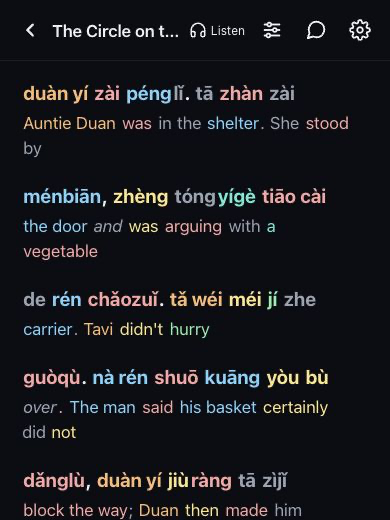 The Circle on t... Listen
duàn yí zài pénglǐ. tā zhàn zài
Auntie Duan was in the shelter. She stood
by
ménbiān, zhèng tóngyígè tiāo cài
the door and was arguing with a
vegetable
de rén chǎozuǐ. tǎ wéi méi jí zhe
carrier. Tavi didn't hurry
guòqù. nà rén shuō kuāng yòu bù
over. The man said his basket certainly
did not
dǎnglù, duàn yí jiù ràng tā zìjǐ
block the way; Duan then made him